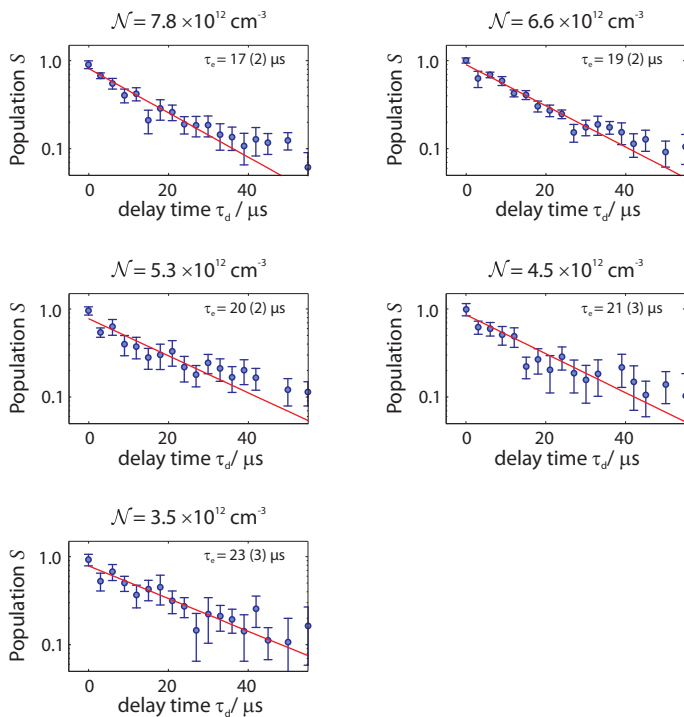 𝒩 = 7.8 ×10¹² cm⁻³
τₑ = 17 (2) μs
Population S
1.0
0.1
0 20 40
delay time τ_d / μs
𝒩 = 6.6 ×10¹² cm⁻³
τₑ = 19 (2) μs
Population S
1.0
0.1
0 20 40
delay time τ_d / μs
𝒩 = 5.3 ×10¹² cm⁻³
τₑ = 20 (2) μs
Population S
1.0
0.1
0 20 40
delay time τ_d / μs
𝒩 = 4.5 ×10¹² cm⁻³
τₑ = 21 (3) μs
Population S
1.0
0.1
0 20 40
delay time τ_d / μs
𝒩 = 3.5 ×10¹² cm⁻³
τₑ = 23 (3) μs
Population S
1.0
0.1
0 20 40
delay time τ_d / μs